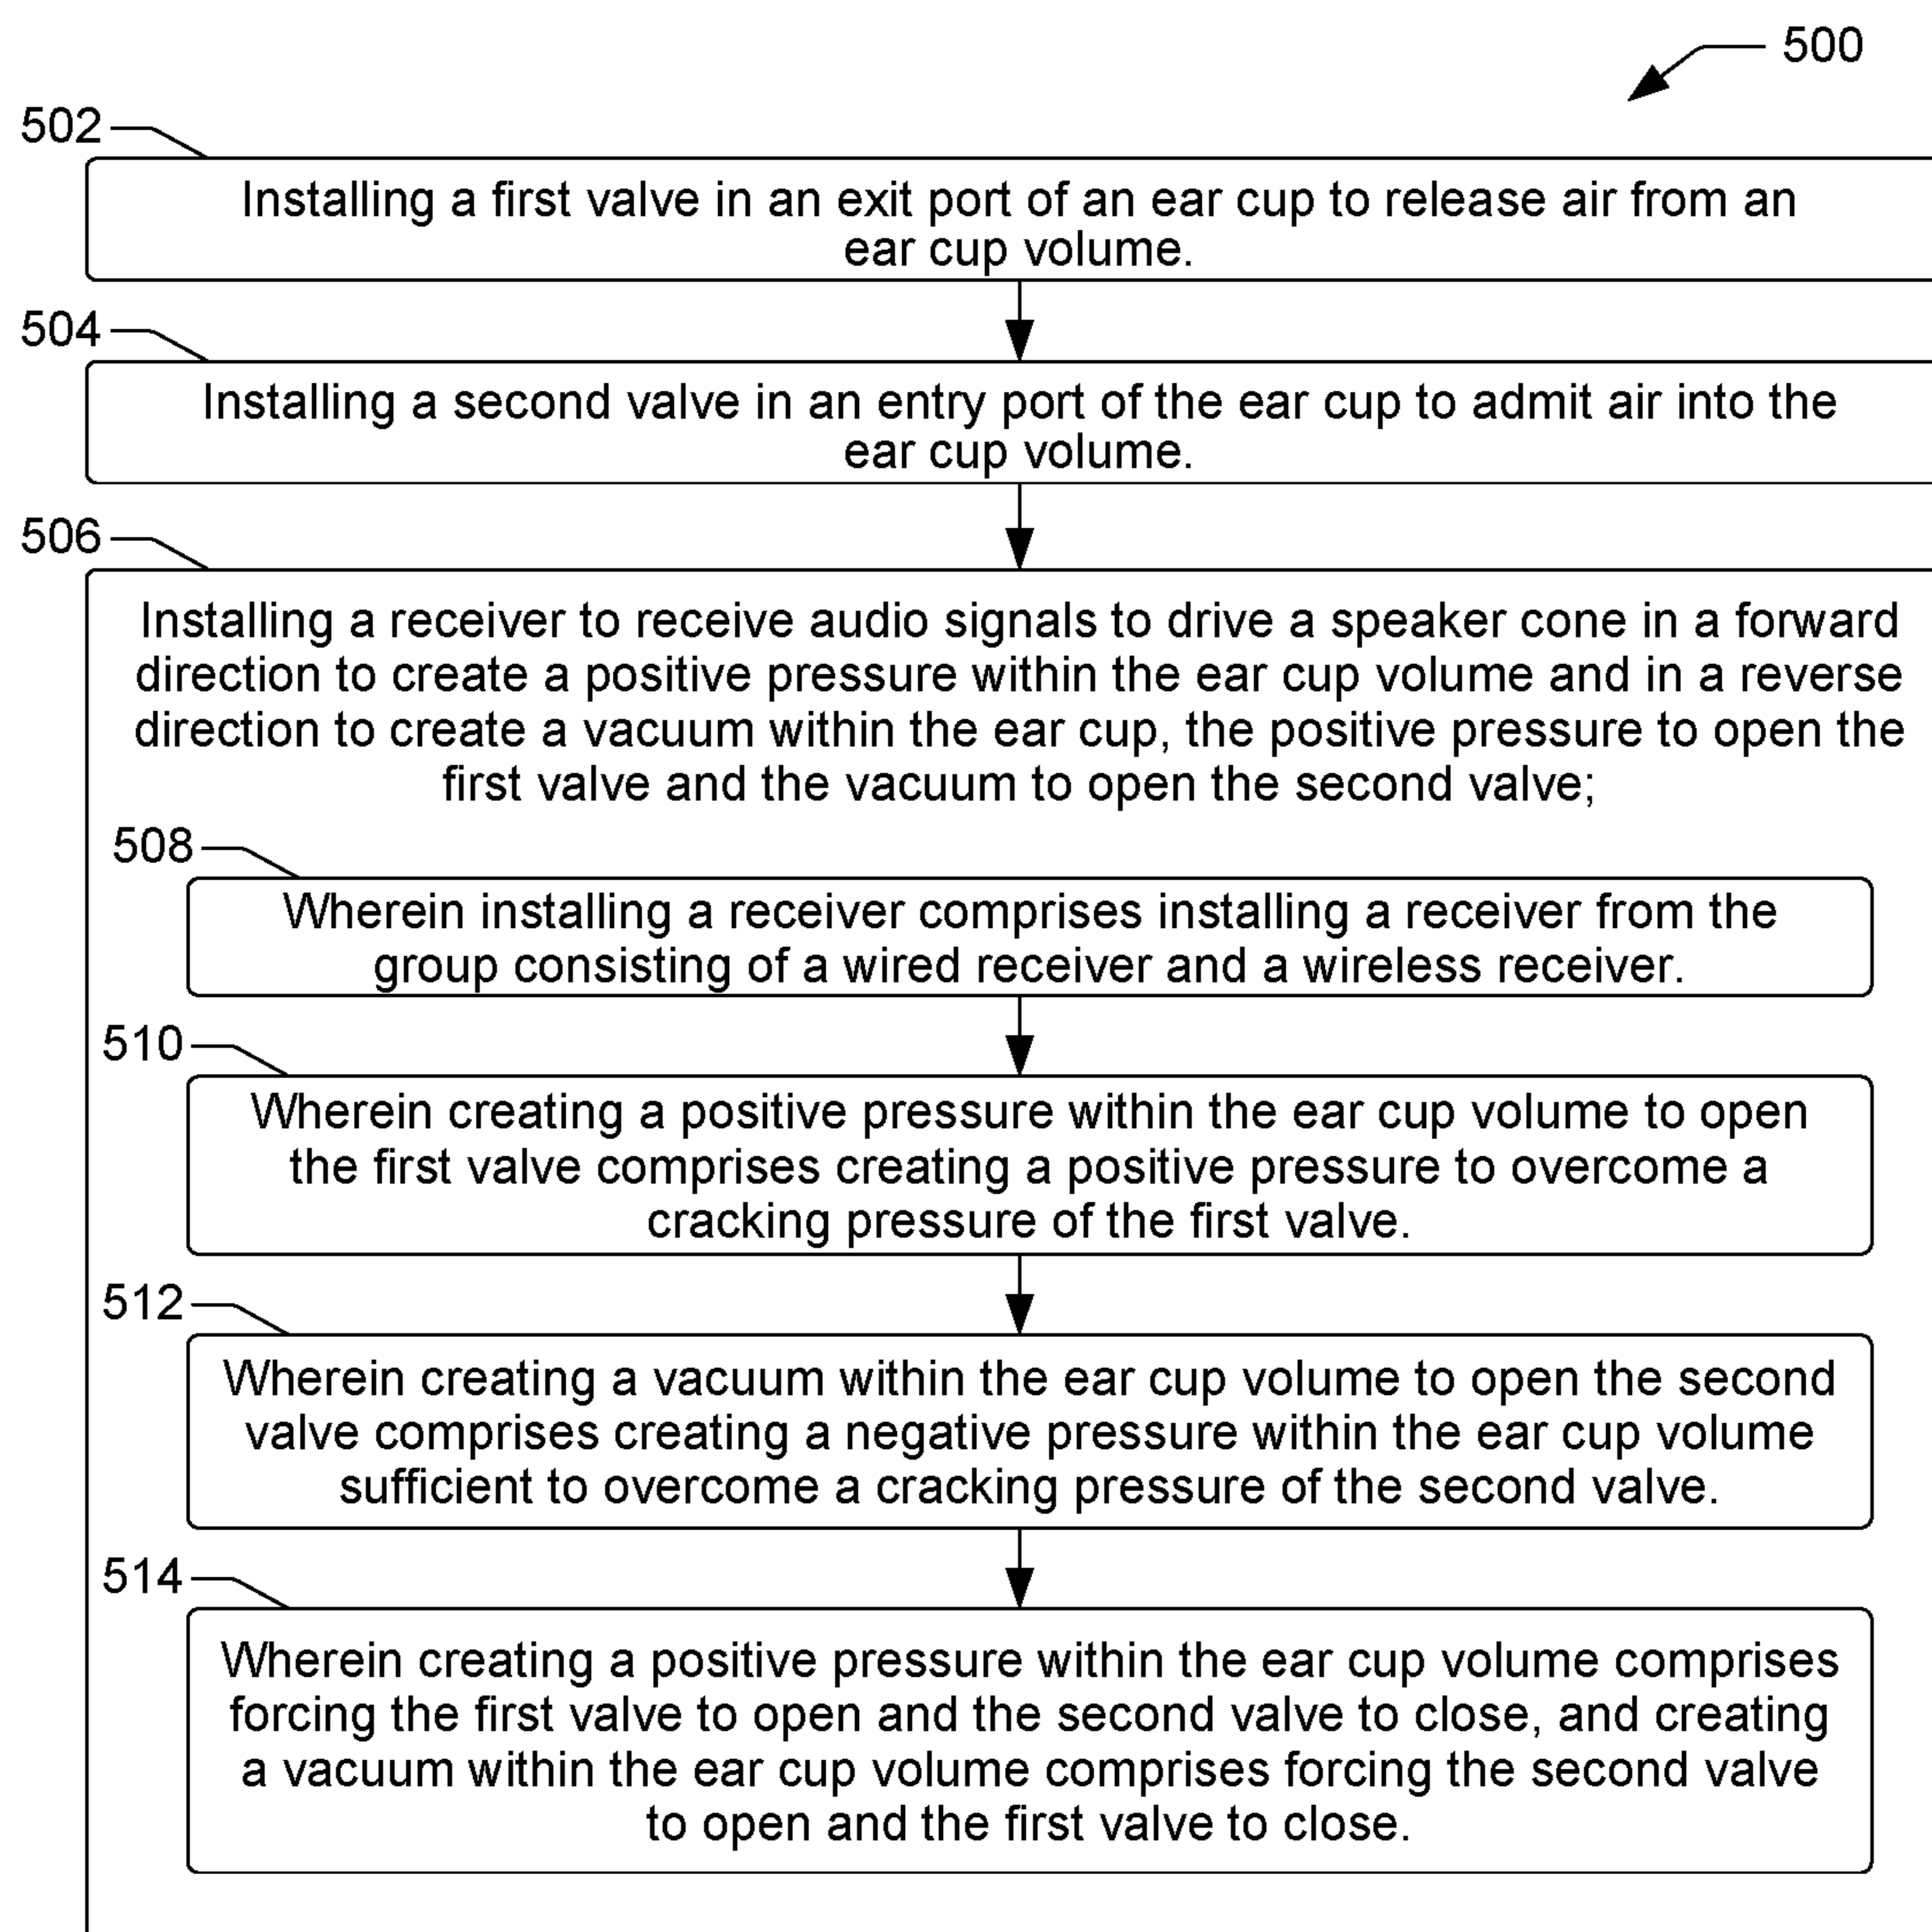 500
502
Installing a first valve in an exit port of an ear cup to release air from an
ear cup volume.
504
Installing a second valve in an entry port of the ear cup to admit air into the
ear cup volume.
506
Installing a receiver to receive audio signals to drive a speaker cone in a forward
direction to create a positive pressure within the ear cup volume and in a reverse
direction to create a vacuum within the ear cup, the positive pressure to open the
first valve and the vacuum to open the second valve;
508
Wherein installing a receiver comprises installing a receiver from the
group consisting of a wired receiver and a wireless receiver.
510
Wherein creating a positive pressure within the ear cup volume to open
the first valve comprises creating a positive pressure to overcome a
cracking pressure of the first valve.
512
Wherein creating a vacuum within the ear cup volume to open the second
valve comprises creating a negative pressure within the ear cup volume
sufficient to overcome a cracking pressure of the second valve.
514
Wherein creating a positive pressure within the ear cup volume comprises
forcing the first valve to open and the second valve to close, and creating
a vacuum within the ear cup volume comprises forcing the second valve
to open and the first valve to close.